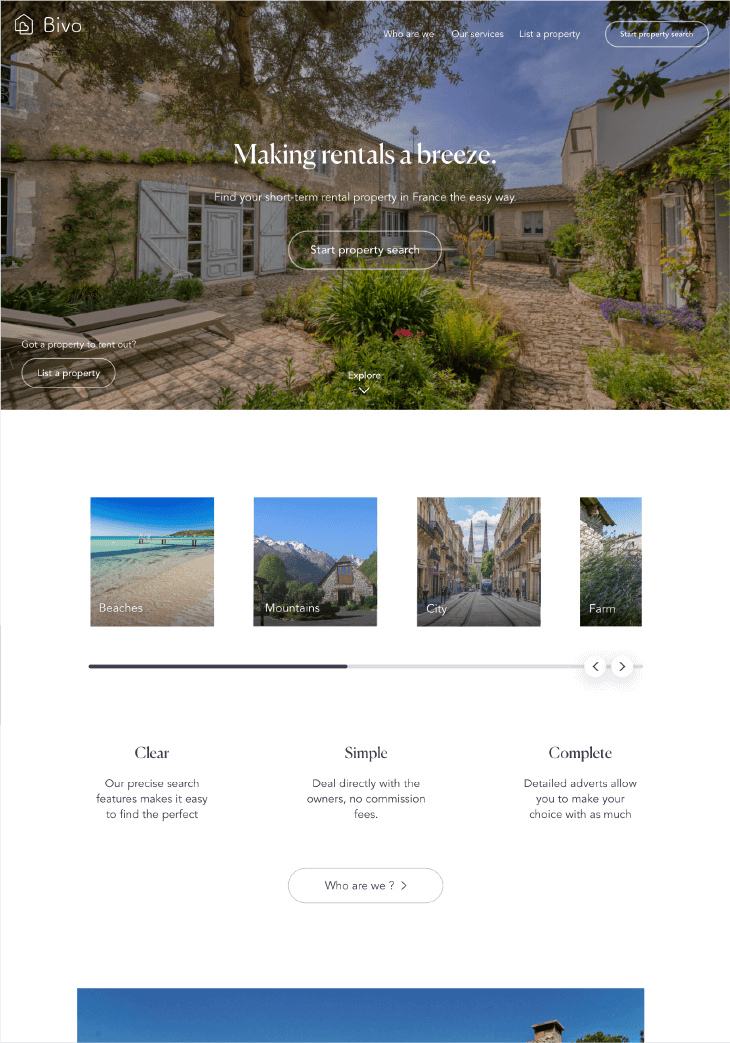 Bivo
Who are we
Our services
List a property
Start property search
Making rentals a breeze.
Find your short-term rental property in France the easy way.
Start property search
Got a property to rent out?
List a property
Explore
Beaches
Mountains
City
Farm
Clear
Our precise search
features makes it easy
to find the perfect
Simple
Deal directly with the
owners, no commission
fees.
Complete
Detailed adverts allow
you to make your
choice with as much
Who are we ?